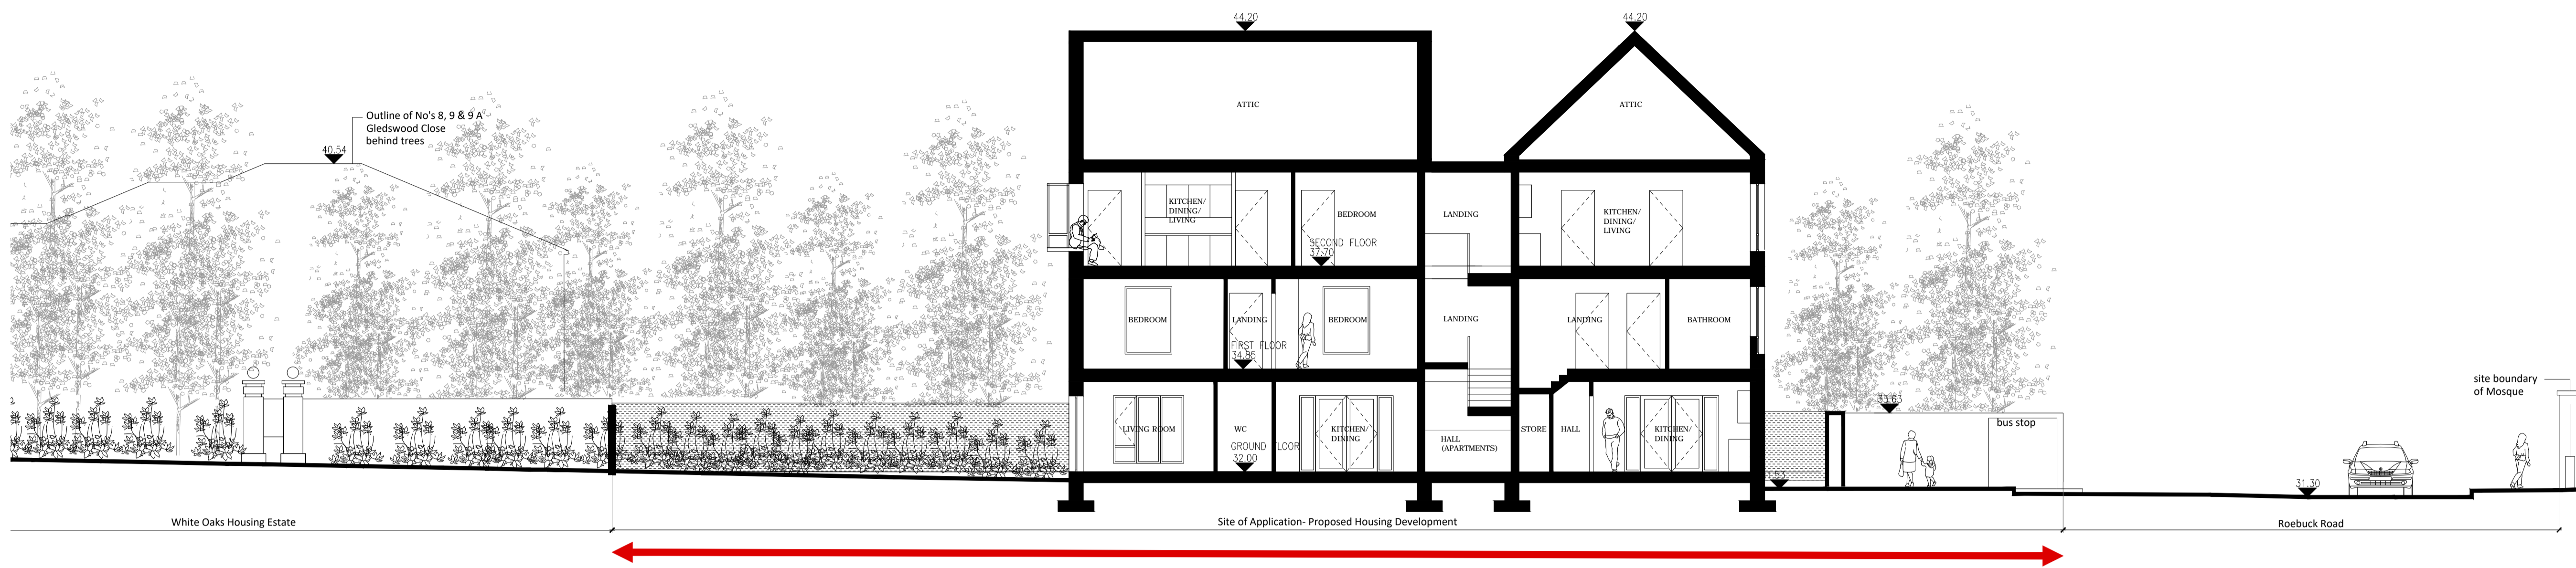 44.20
44.20
ATTIC
ATTIC
Outline of No's 8, 9 & 9 A
Gledswood Close
behind trees
40.54
KITCHEN/
DINING/
LIVING
BEDROOM
LANDING
KITCHEN/
DINING/
LIVING
SECOND FLOOR
37.70
BEDROOM
LANDING
BEDROOM
LANDING
LANDING
BATHROOM
FIRST FLOOR
34.85
LIVING ROOM
WC
KITCHEN/
DINING
HALL
(APARTMENTS)
STORE
HALL
KITCHEN/
DINING
GROUND FLOOR
32.00
33.63
bus stop
site boundary
of Mosque
31.30
White Oaks Housing Estate
Site of Application- Proposed Housing Development
Roebuck Road